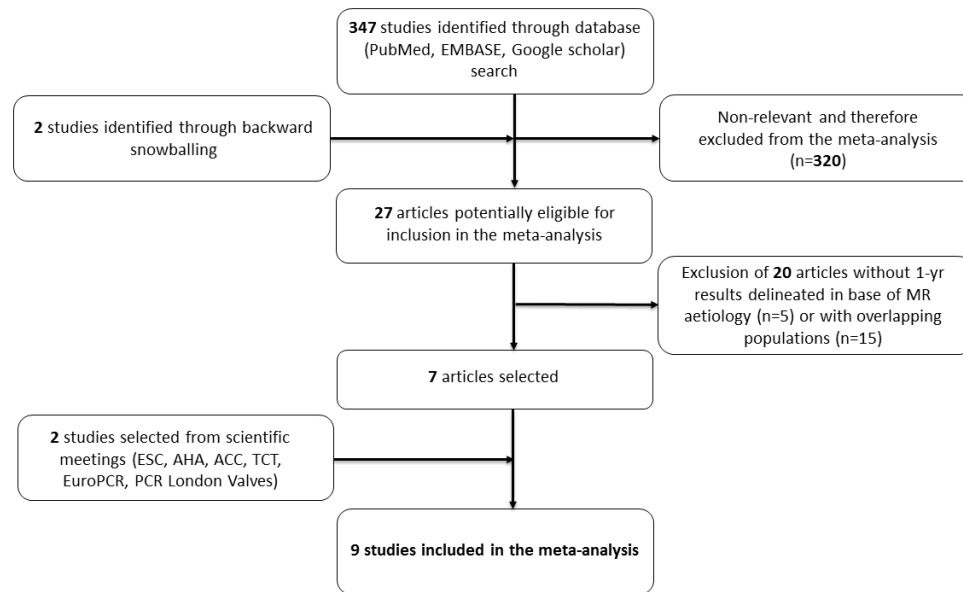 347 studies identified through database
(PubMed, EMBASE, Google scholar)
search
2 studies identified through backward
snowballing
Non-relevant and therefore
excluded from the meta-analysis
(n=320)
27 articles potentially eligible for
inclusion in the meta-analysis
Exclusion of 20 articles without 1-yr
results delineated in base of MR
aetiology (n=5) or with overlapping
populations (n=15)
7 articles selected
2 studies selected from scientific
meetings (ESC, AHA, ACC, TCT,
EuroPCR, PCR London Valves)
9 studies included in the meta-analysis